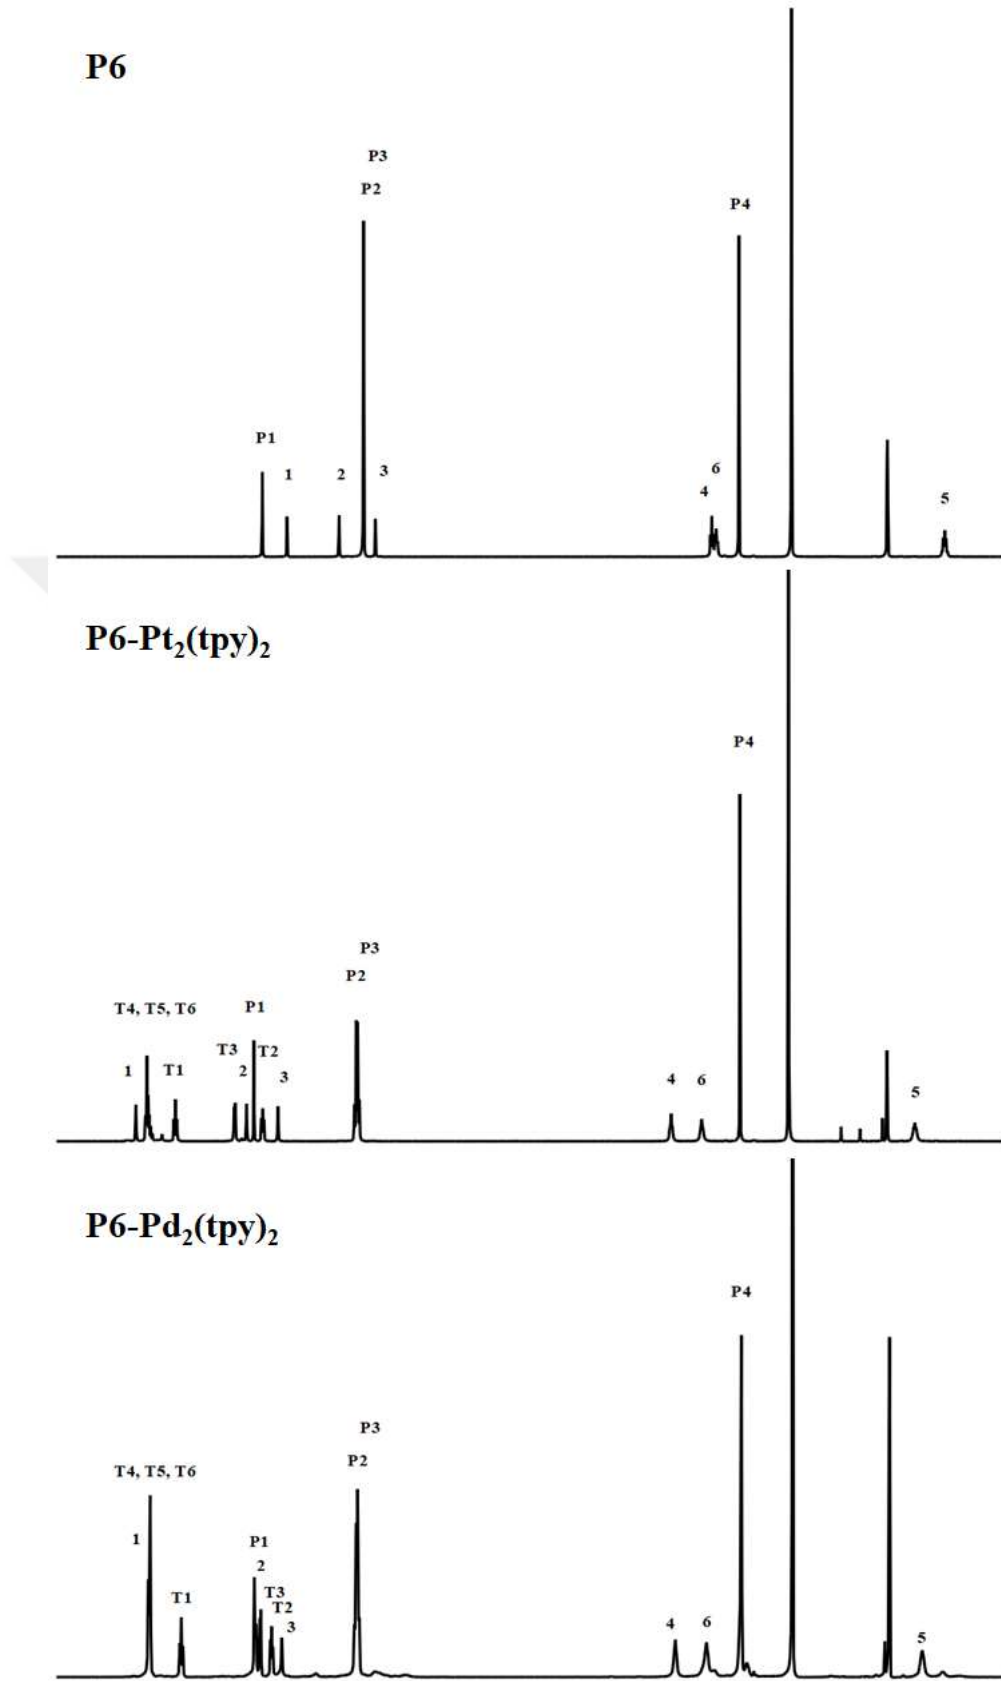 P6
P3
P2
P4
P1
1
2
3
6
4
5
P6-Pt₂(tpy)₂
P4
P3
P2
T4, T5, T6
P1
T3
T2
1
T1
2
3
4
6
5
P6-Pd₂(tpy)₂
P4
P3
P2
T4, T5, T6
1
P1
2
T1
T3
T2
3
4
6
5